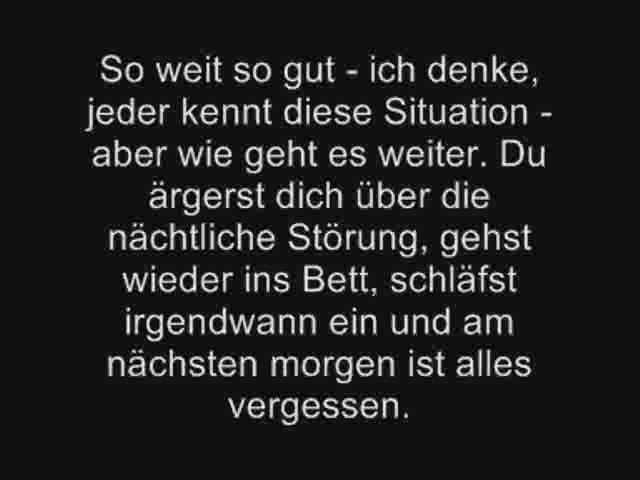 So weit so gut - ich denke,
jeder kennt diese Situation -
aber wie geht es weiter. Du
ärgerst dich über die
nächtliche Störung, gehst
wieder ins Bett, schläfst
irgendwann ein und am
nächsten morgen ist alles
vergessen.